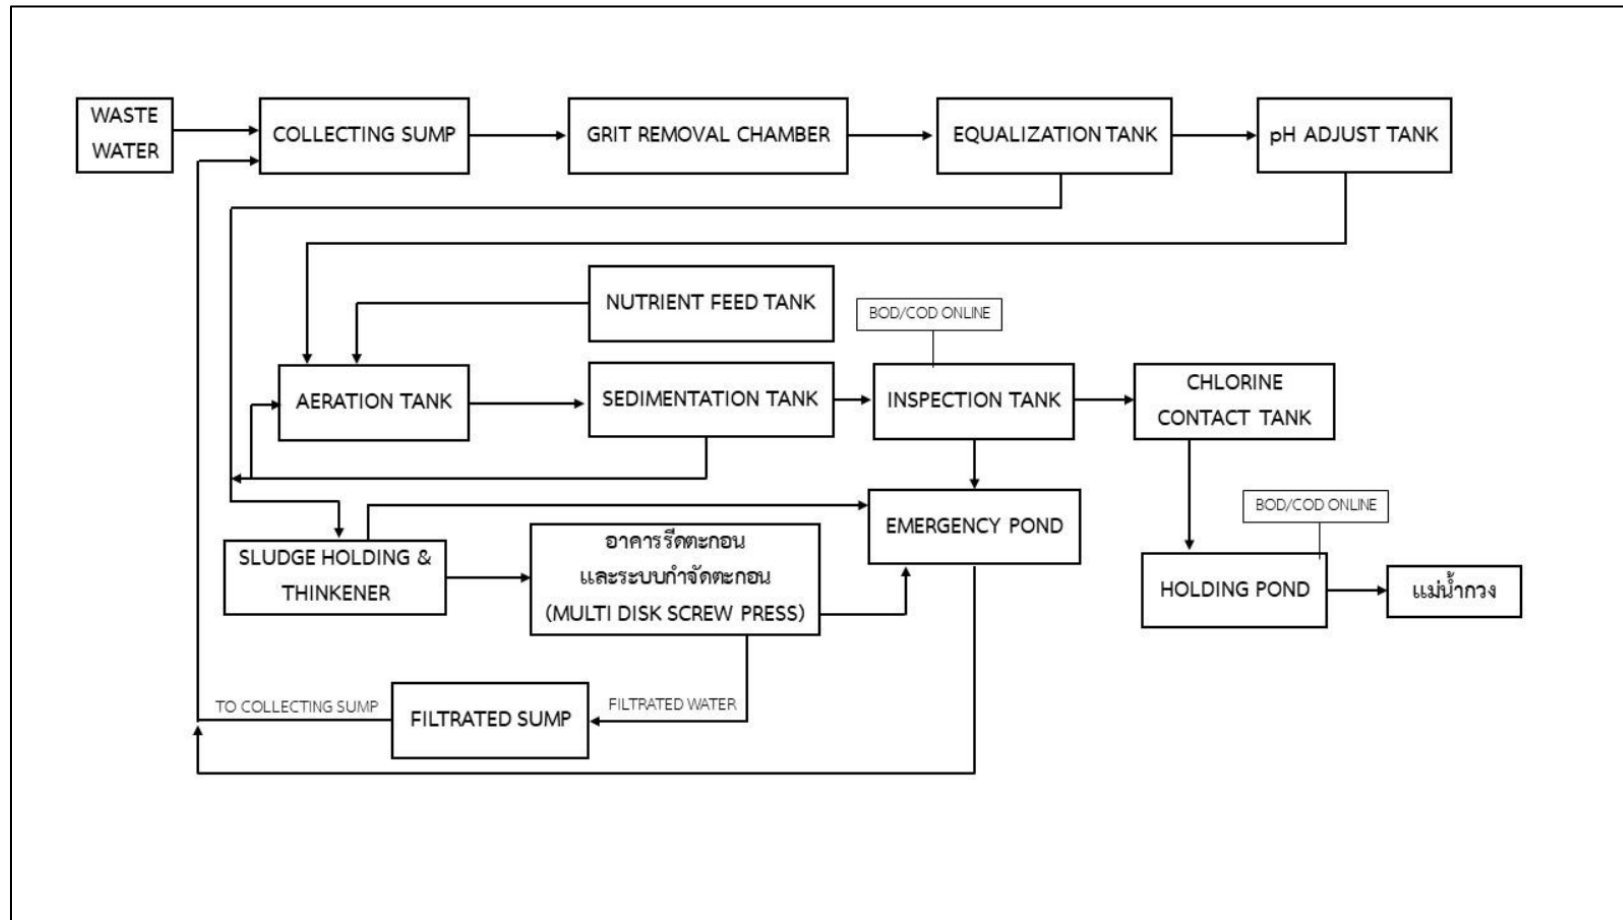 WASTE
WATER
COLLECTING SUMP
GRIT REMOVAL CHAMBER
EQUALIZATION TANK
pH ADJUST TANK
NUTRIENT FEED TANK
BOD/COD ONLINE
AERATION TANK
SEDIMENTATION TANK
INSPECTION TANK
CHLORINE
CONTACT TANK
SLUDGE HOLDING &
THINKENER
อาคารรีดตะกอน
และระบบกำจัดตะกอน
(MULTI DISK SCREW PRESS)
EMERGENCY POND
BOD/COD ONLINE
HOLDING POND
แม่น้ำกวง
TO COLLECTING SUMP
FILTRATED SUMP
FILTRATED WATER